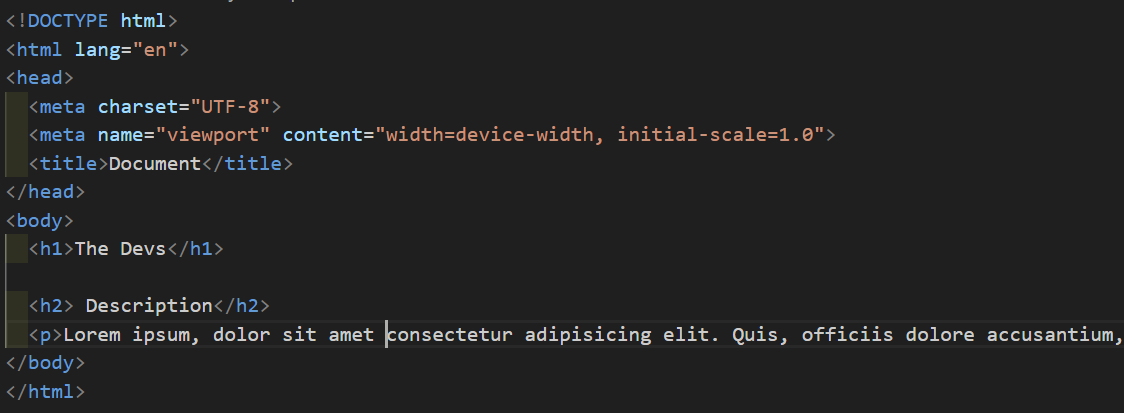 <!DOCTYPE html>
<html lang="en">
<head>
  <meta charset="UTF-8">
  <meta name="viewport" content="width=device-width, initial-scale=1.0">
  <title>Document</title>
</head>
<body>
  <h1>The Devs</h1>

  <h2> Description</h2>
  <p>Lorem ipsum, dolor sit amet consectetur adipisicing elit. Quis, officiis dolore accusantium,
</body>
</html>